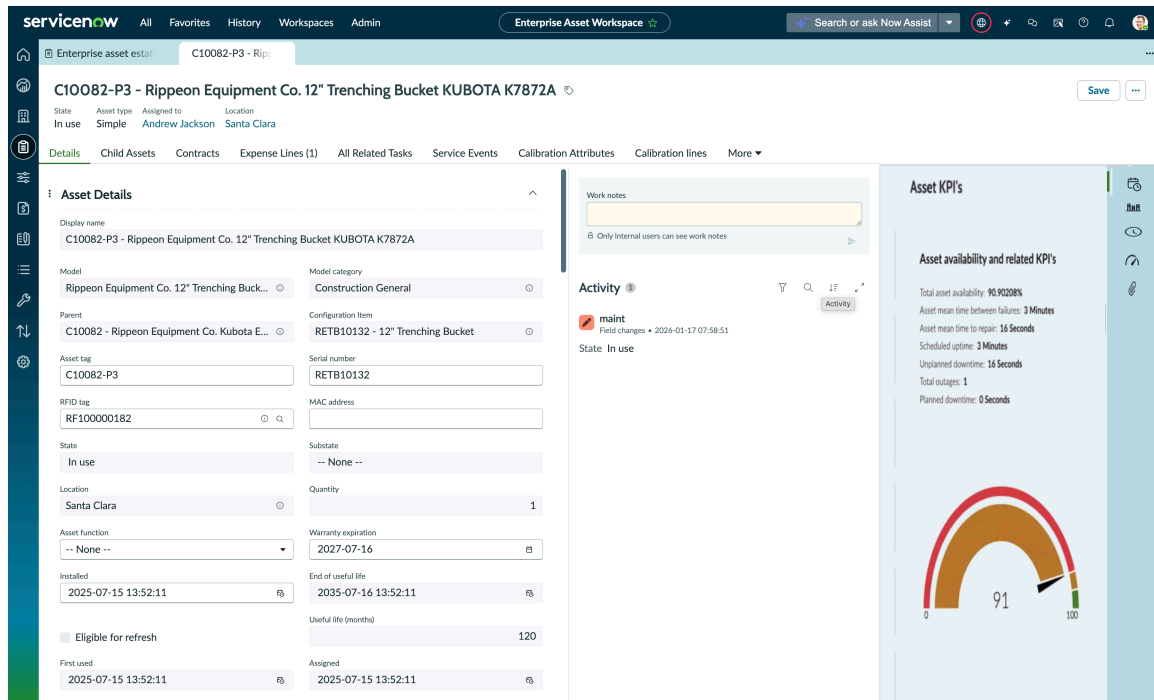 servicenow All Favorites History Workspaces Admin Enterprise Asset Workspace Search or ask Now Assist
Enterprise asset esta C10082-P3 - Rip
C10082-P3 - Rippeon Equipment Co. 12" Trenching Bucket KUBOTA K7872A
Save
State Asset type Assigned to Location
In use Simple Andrew Jackson Santa Clara
Details Child Assets Contracts Expense Lines (1) All Related Tasks Service Events Calibration Attributes Calibration lines More
Asset Details
Display name
C10082-P3 - Rippeon Equipment Co. 12" Trenching Bucket KUBOTA K7872A
Model
Rippeon Equipment Co. 12" Trenching Buck...
Model category
Construction General
Parent
C10082 - Rippeon Equipment Co. Kubota E...
Configuration Item
RETB10132 - 12" Trenching Bucket
Asset tag
C10082-P3
Serial number
RETB10132
RFID tag
RF100000182
MAC address
State
In use
Substate
-- None --
Location
Santa Clara
Quantity
1
Asset function
-- None --
Warranty expiration
2027-07-16
Installed
2025-07-15 13:52:11
End of useful life
2035-07-16 13:52:11
Eligible for refresh
Useful life (months)
120
First used
2025-07-15 13:52:11
Assigned
2025-07-15 13:52:11
Work notes
Only internal users can see work notes
Activity 1
Activity
maint
Field changes • 2026-01-17 07:58:51
State In use
Asset KPI's
Asset availability and related KPI's
Total asset availability: 90.90208%
Asset mean time between failures: 3 Minutes
Asset mean time to repair: 16 Seconds
Scheduled uptime: 3 Minutes
Unplanned downtime: 16 Seconds
Total outages: 1
Planned downtime: 0 Seconds
91
0 100